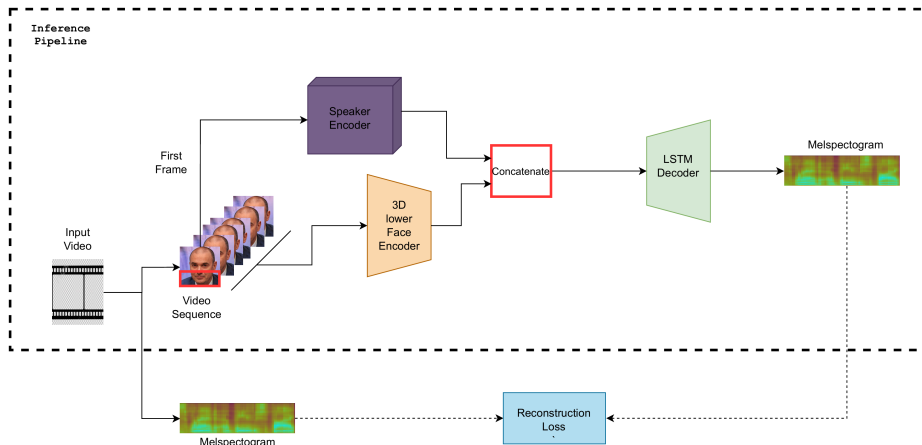 Inference
Pipeline
Speaker
Encoder
First
Frame
Concatenate
LSTM
Decoder
Melspectogram
3D
lower
Face
Encoder
Input
Video
Video
Sequence
Melspectogram
Reconstruction
Loss